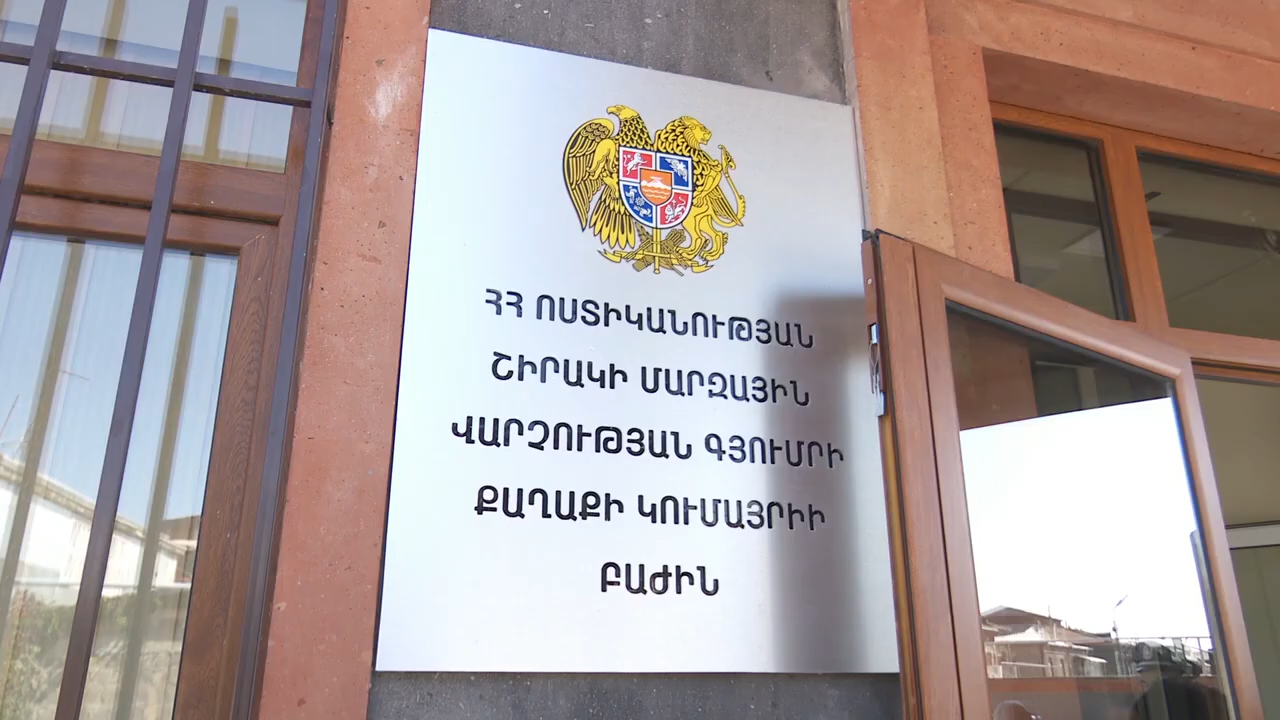 ՀՀ ՈՍՏԻԿԱՆՈՒԹՅԱՆ
ՇԻՐԱԿԻ ՄԱՐԶԱՅԻՆ
ՎԱՐՉՈՒԹՅԱՆ ԳՅՈՒՄՐԻ
ՔԱՂԱՔԻ ԿՈՒՄԱՅՐԻԻ
ԲԱԺԻՆ